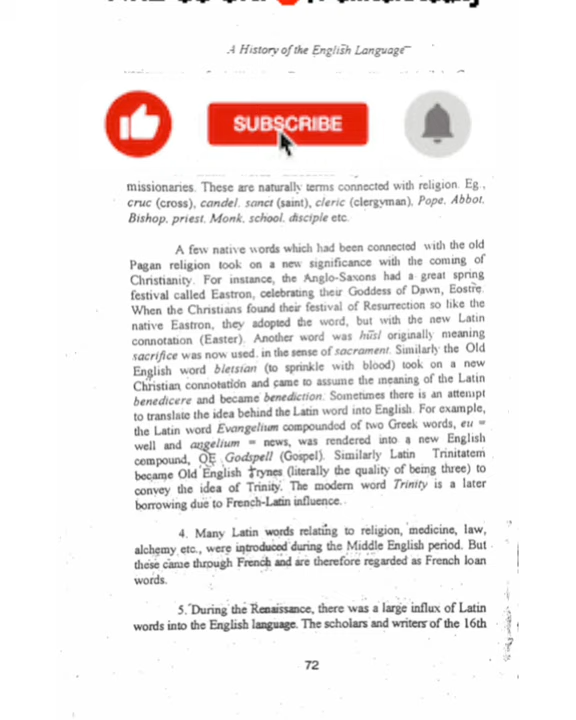 A History of the English Language
SUBSCRIBE
missionaries. These are naturally terms connected with religion. Eg.,
cruc (cross), candel, sanct (saint), cleric (clergyman), Pope, Abbot,
Bishop, priest, Monk, school, disciple etc.
A few native words which had been connected with the old
Pagan religion took on a new significance with the coming of
Christianity. For instance, the Anglo-Saxons had a great spring
festival called Eastron, celebrating their Goddess of Dawn, Eostre.
When the Christians found their festival of Resurrection so like the
native Eastron, they adopted the word, but with the new Latin
connotation (Easter). Another word was hūsl originally meaning
sacrifice was now used in the sense of sacrament. Similarly the Old
English word bletsian (to sprinkle with blood) took on a new
Christian connotation and came to assume the meaning of the Latin
benedicere and became benediction. Sometimes there is an attempt
to translate the idea behind the Latin word into English. For example,
the Latin word Evangelium compounded of two Greek words, eu =
well and angelium = news, was rendered into a new English
compound, OE Godspell (Gospel). Similarly Latin Trinitatem
became Old English Trynes (literally the quality of being three) to
convey the idea of Trinity. The modern word Trinity is a later
borrowing due to French-Latin influence.
4. Many Latin words relating to religion, medicine, law,
alchemy etc., were introduced during the Middle English period. But
these came through French and are therefore regarded as French loan
words.
5. During the Renaissance, there was a large influx of Latin
words into the English language. The scholars and writers of the 16th
72